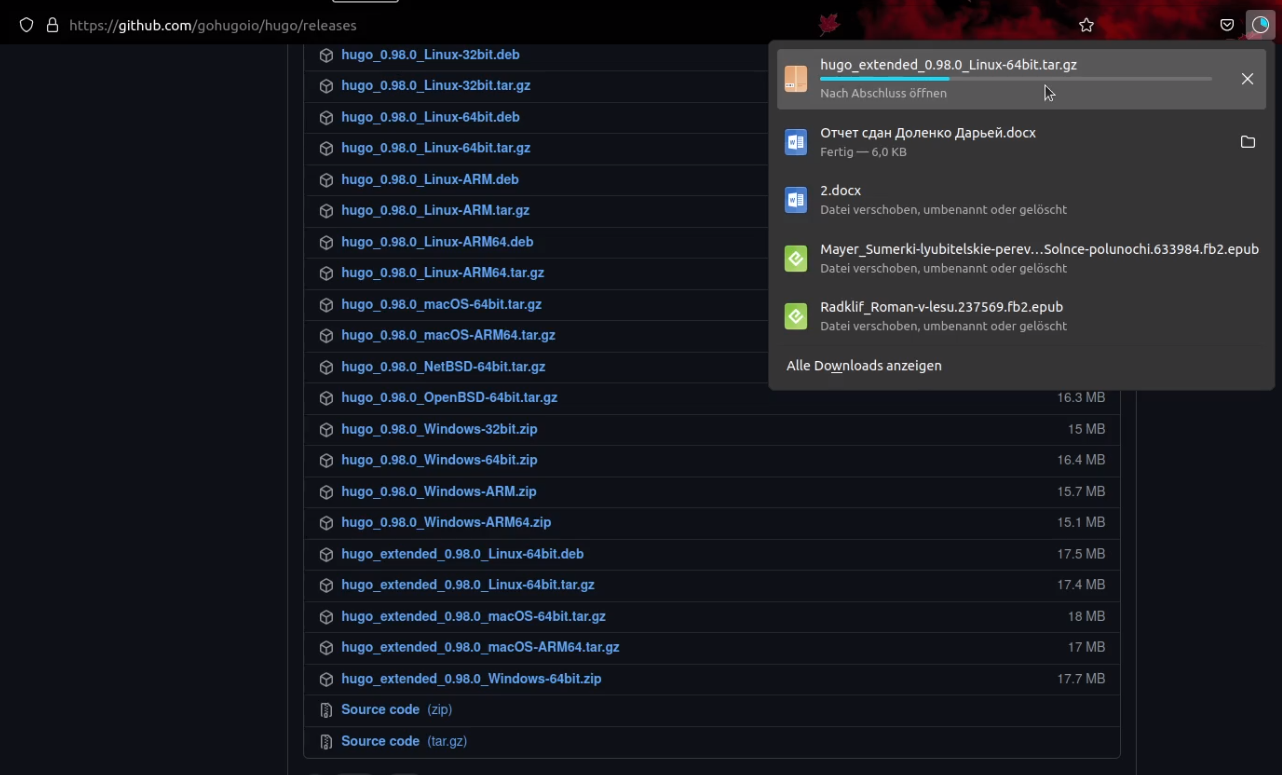 https://github.com/gohugoio/hugo/releases
hugo_0.98.0_Linux-32bit.deb
hugo_0.98.0_Linux-32bit.tar.gz
hugo_0.98.0_Linux-64bit.deb
hugo_0.98.0_Linux-64bit.tar.gz
hugo_0.98.0_Linux-ARM.deb
hugo_0.98.0_Linux-ARM.tar.gz
hugo_0.98.0_Linux-ARM64.deb
hugo_0.98.0_Linux-ARM64.tar.gz
hugo_0.98.0_macOS-64bit.tar.gz
hugo_0.98.0_macOS-ARM64.tar.gz
hugo_0.98.0_NetBSD-64bit.tar.gz
hugo_0.98.0_OpenBSD-64bit.tar.gz 16.3 MB
hugo_0.98.0_Windows-32bit.zip 15 MB
hugo_0.98.0_Windows-64bit.zip 16.4 MB
hugo_0.98.0_Windows-ARM.zip 15.7 MB
hugo_0.98.0_Windows-ARM64.zip 15.1 MB
hugo_extended_0.98.0_Linux-64bit.deb 17.5 MB
hugo_extended_0.98.0_Linux-64bit.tar.gz 17.4 MB
hugo_extended_0.98.0_macOS-64bit.tar.gz 18 MB
hugo_extended_0.98.0_macOS-ARM64.tar.gz 17 MB
hugo_extended_0.98.0_Windows-64bit.zip 17.7 MB
Source code (zip)
Source code (tar.gz)
hugo_extended_0.98.0_Linux-64bit.tar.gz
Nach Abschluss öffnen
Отчет сдан Доленко Дарьей.docx
Fertig — 6,0 KB
2.docx
Datei verschoben, umbenannt oder gelöscht
Mayer_Sumerki-lyubitelskie-perev…Solnce-polunochi.633984.fb2.epub
Datei verschoben, umbenannt oder gelöscht
Radklif_Roman-v-lesu.237569.fb2.epub
Datei verschoben, umbenannt oder gelöscht
Alle Downloads anzeigen